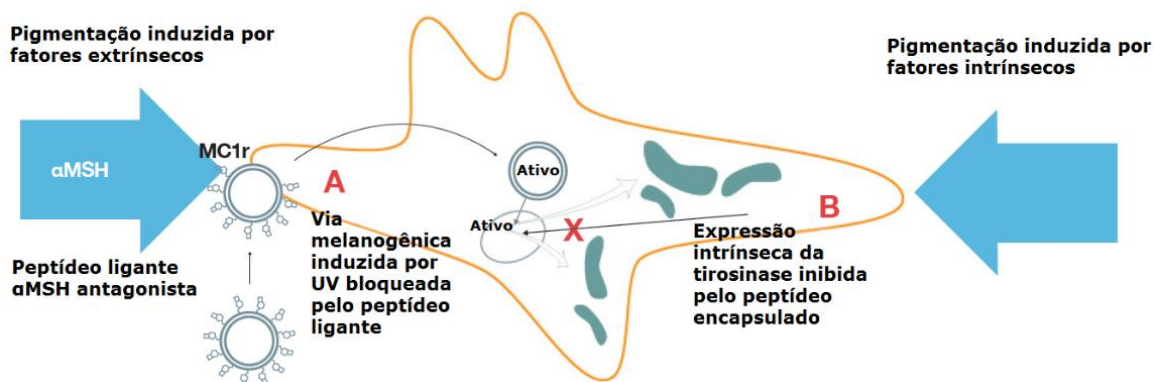 Pigmentação induzida por
fatores extrínsecos
Pigmentação induzida por
fatores intrínsecos
αMSH
MC1r
A
Ativo
Ativo
X
B
Via
melanogênica
induzida por
UV bloqueada
pelo peptídeo
ligante
Expressão
intrínseca da
tirosinase inibida
pelo peptídeo
encapsulado
Peptídeo ligante
αMSH antagonista